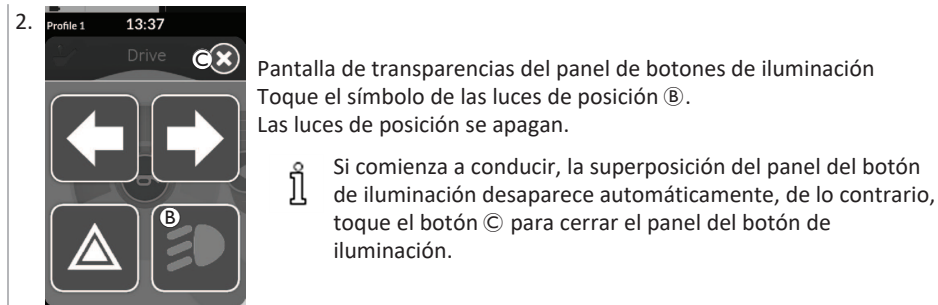 2.
Profile 1 13:37
Drive Ⓒ
Ⓑ
Pantalla de transparencias del panel de botones de iluminación
Toque el símbolo de las luces de posición Ⓑ.
Las luces de posición se apagan.
Si comienza a conducir, la superposición del panel del botón
de iluminación desaparece automáticamente, de lo contrario,
toque el botón Ⓒ para cerrar el panel del botón de
iluminación.